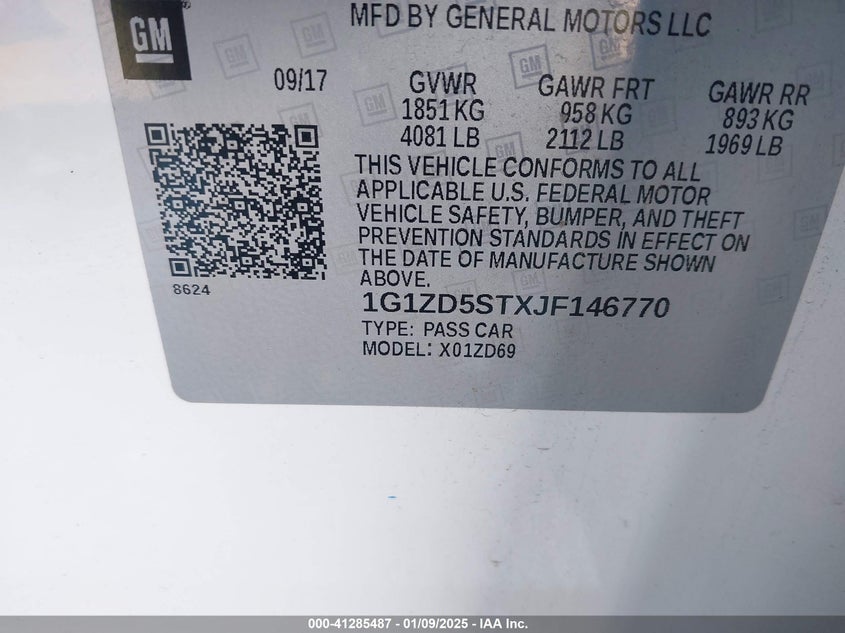 GM
MFD BY GENERAL MOTORS LLC
09/17 GVWR GAWR FRT GAWR RR
1851 KG 958 KG 893 KG
4081 LB 2112 LB 1969 LB
THIS VEHICLE CONFORMS TO ALL
APPLICABLE U.S. FEDERAL MOTOR
VEHICLE SAFETY, BUMPER, AND THEFT
PREVENTION STANDARDS IN EFFECT ON
THE DATE OF MANUFACTURE SHOWN
ABOVE.
8624
1G1ZD5STXJF146770
TYPE: PASS CAR
MODEL: X01ZD69
000-41285487 - 01/09/2025 - IAA Inc.